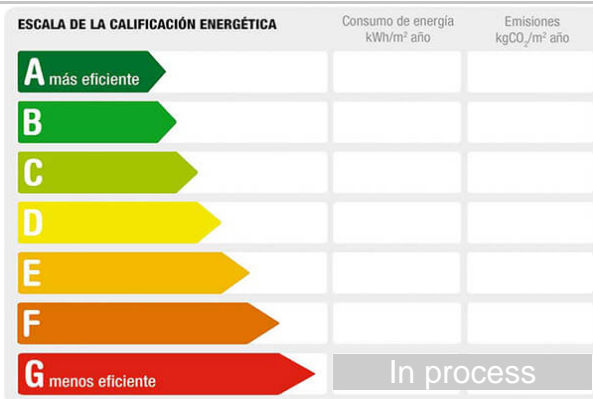 ESCALA DE LA CALIFICACIÓN ENERGÉTICA
Consumo de energía
kWh/m² año
Emisiones
kgCO₂/m² año
A más eficiente
B
C
D
E
F
G menos eficiente
In process